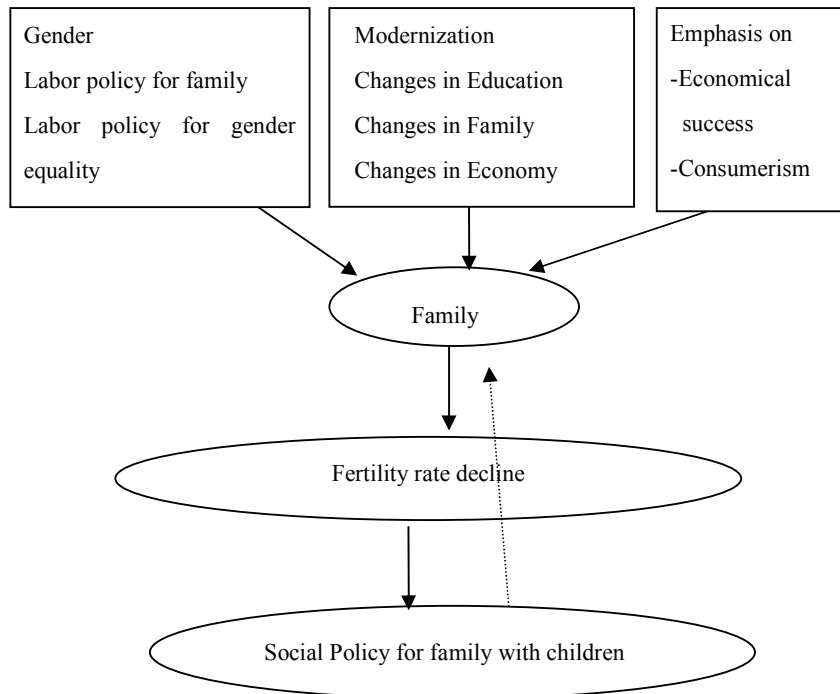 Gender
Labor policy for family
Labor policy for gender
equality
Modernization
Changes in Education
Changes in Family
Changes in Economy
Emphasis on
-Economical
success
-Consumerism
Family
Fertility rate decline
Social Policy for family with children